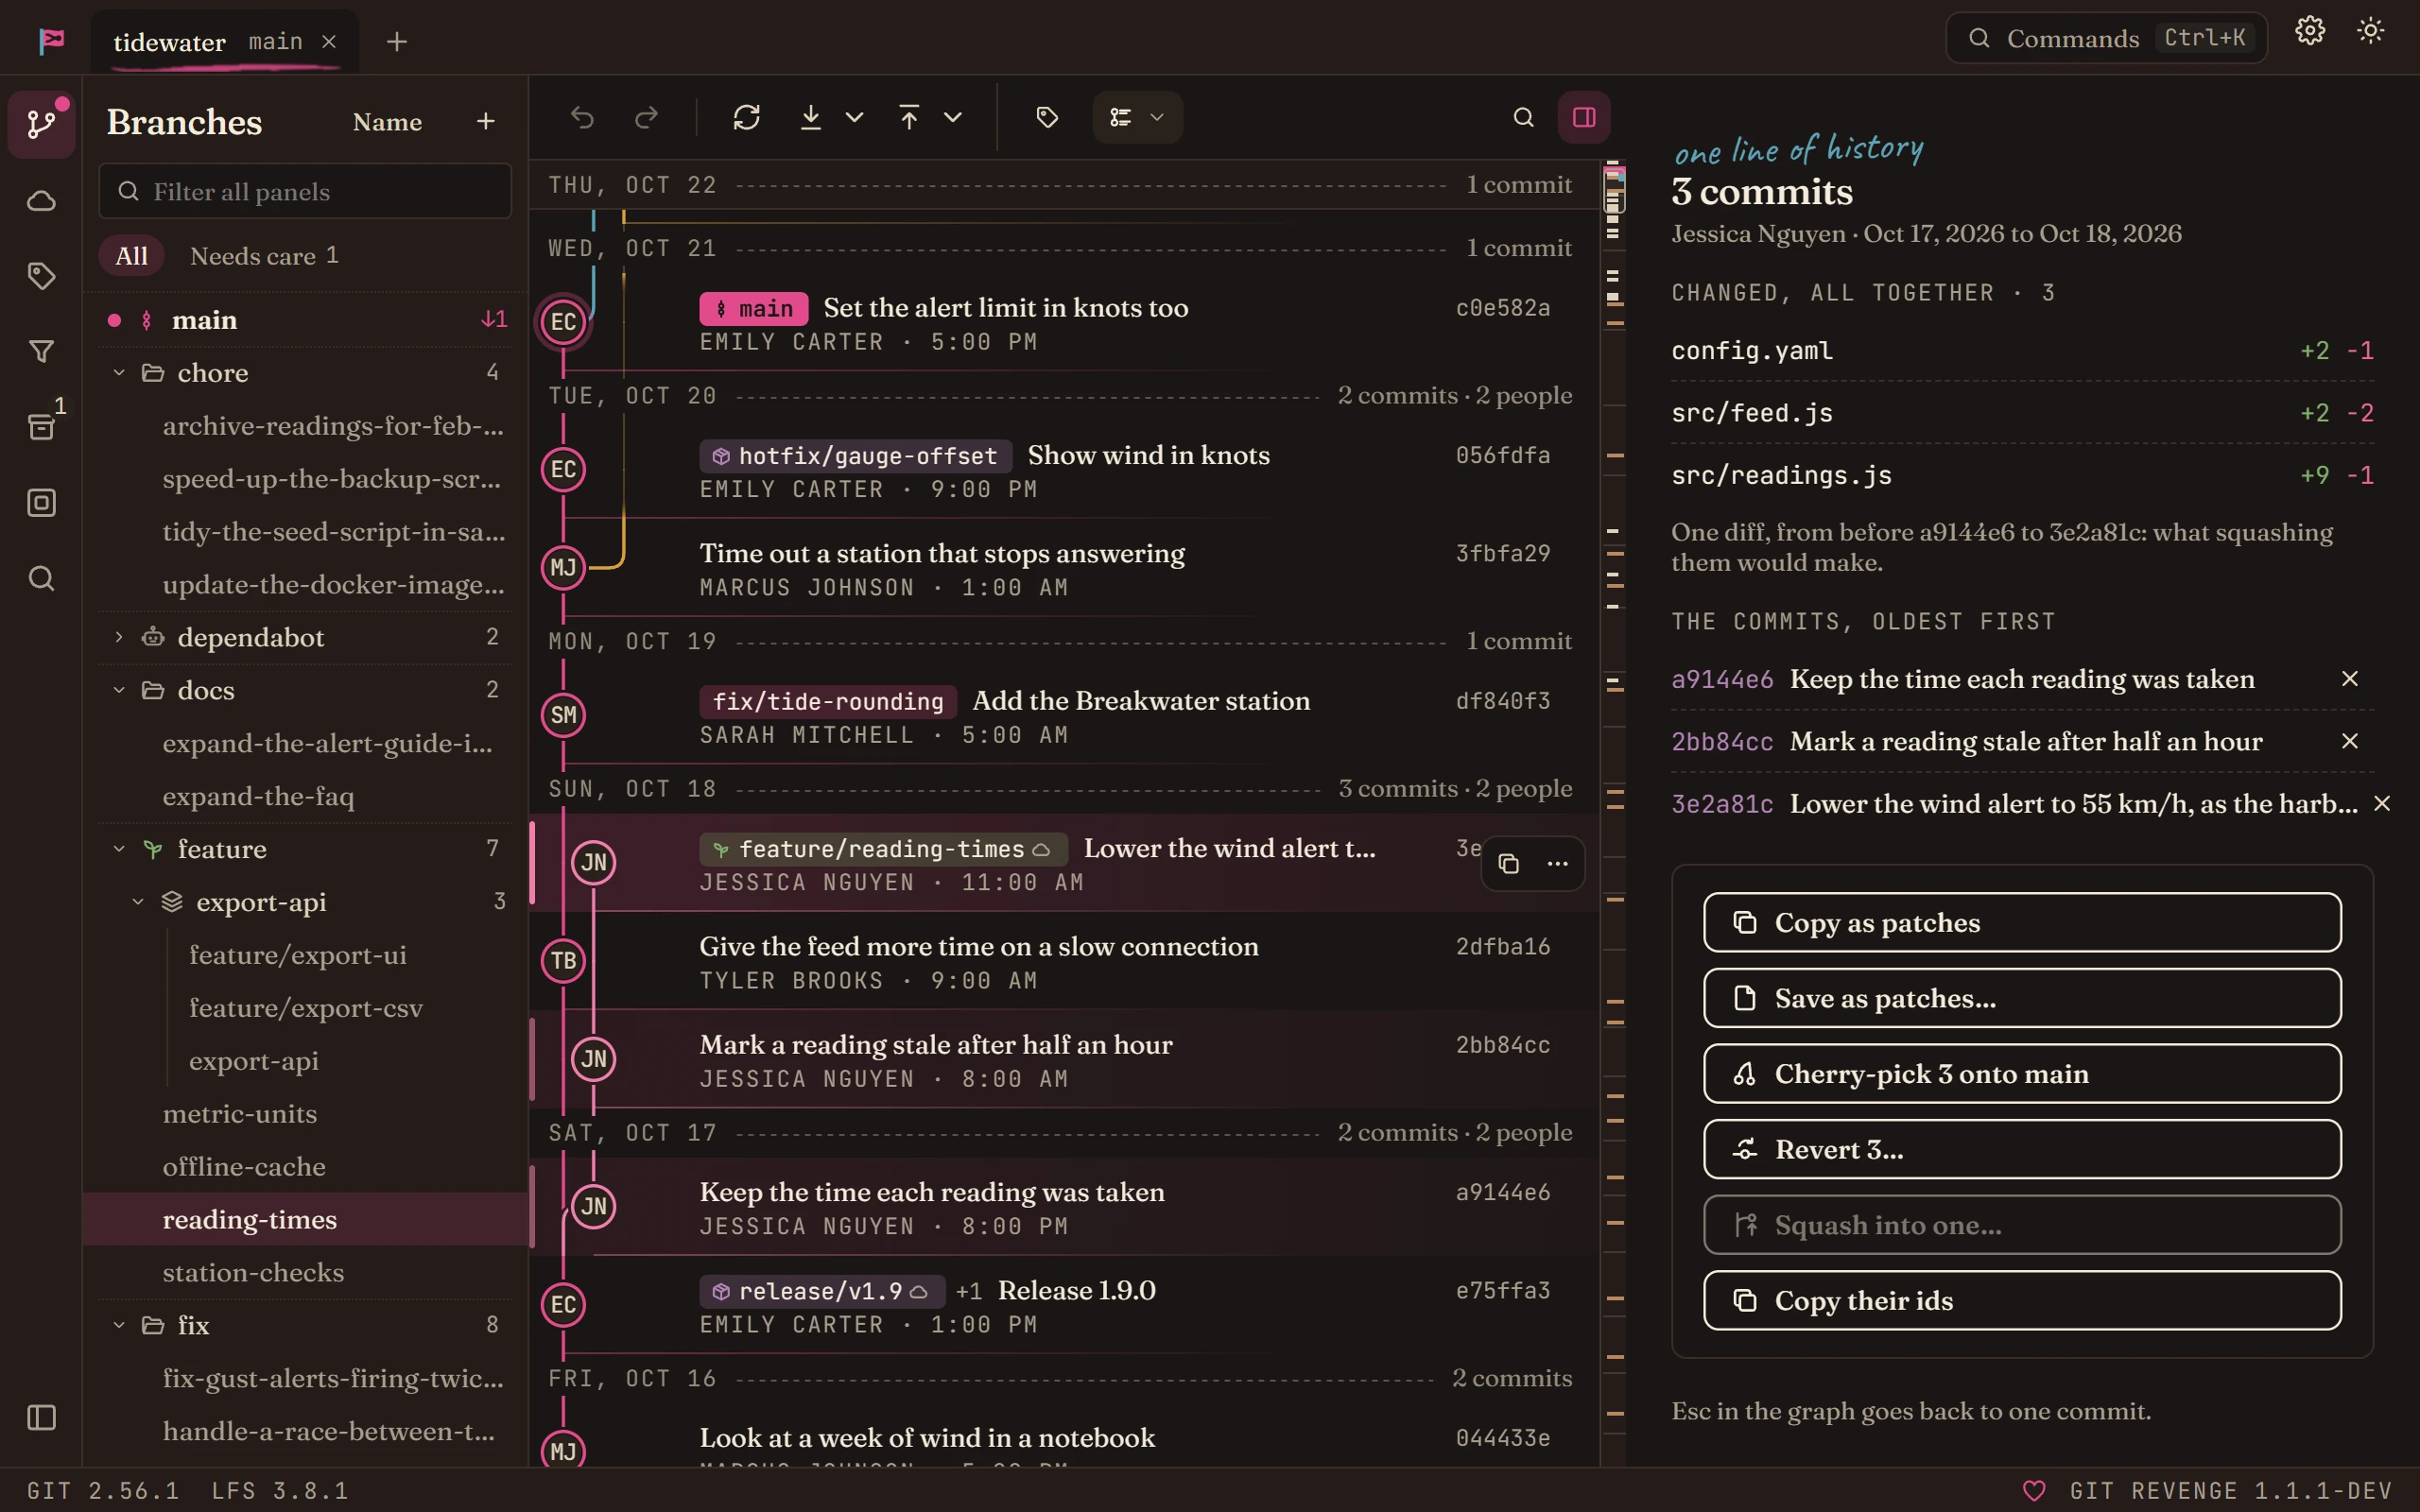 tidewater main
Commands Ctrl+K
Branches Name
Filter all panels
All Needs care 1
main ↓1
chore 4
archive-readings-for-feb-...
speed-up-the-backup-scr...
tidy-the-seed-script-in-sa...
update-the-docker-image...
dependabot 2
docs 2
expand-the-alert-guide-i...
expand-the-faq
feature 7
export-api 3
feature/export-ui
feature/export-csv
export-api
metric-units
offline-cache
reading-times
station-checks
fix 8
fix-gust-alerts-firing-twic...
handle-a-race-between-t...
1
THU, OCT 22 1 commit
WED, OCT 21 1 commit
EC main Set the alert limit in knots too c0e582a
EMILY CARTER · 5:00 PM
TUE, OCT 20 2 commits · 2 people
EC hotfix/gauge-offset Show wind in knots 056fdfa
EMILY CARTER · 9:00 PM
MJ Time out a station that stops answering 3fbfa29
MARCUS JOHNSON · 1:00 AM
MON, OCT 19 1 commit
SM fix/tide-rounding Add the Breakwater station df840f3
SARAH MITCHELL · 5:00 AM
SUN, OCT 18 3 commits · 2 people
JN feature/reading-times Lower the wind alert t... 3e
JESSICA NGUYEN · 11:00 AM
TB Give the feed more time on a slow connection 2dfba16
TYLER BROOKS · 9:00 AM
JN Mark a reading stale after half an hour 2bb84cc
JESSICA NGUYEN · 8:00 AM
SAT, OCT 17 2 commits · 2 people
JN Keep the time each reading was taken a9144e6
JESSICA NGUYEN · 8:00 PM
EC release/v1.9 +1 Release 1.9.0 e75ffa3
EMILY CARTER · 1:00 PM
FRI, OCT 16 2 commits
MJ Look at a week of wind in a notebook 044433e
one line of history
3 commits
Jessica Nguyen · Oct 17, 2026 to Oct 18, 2026
CHANGED, ALL TOGETHER · 3
config.yaml +2 -1
src/feed.js +2 -2
src/readings.js +9 -1
One diff, from before a9144e6 to 3e2a81c: what squashing
them would make.
THE COMMITS, OLDEST FIRST
a9144e6 Keep the time each reading was taken
2bb84cc Mark a reading stale after half an hour
3e2a81c Lower the wind alert to 55 km/h, as the harb...
Copy as patches
Save as patches...
Cherry-pick 3 onto main
Revert 3...
Squash into one...
Copy their ids
Esc in the graph goes back to one commit.
GIT 2.56.1 LFS 3.8.1
GIT REVENGE 1.1.1-DEV